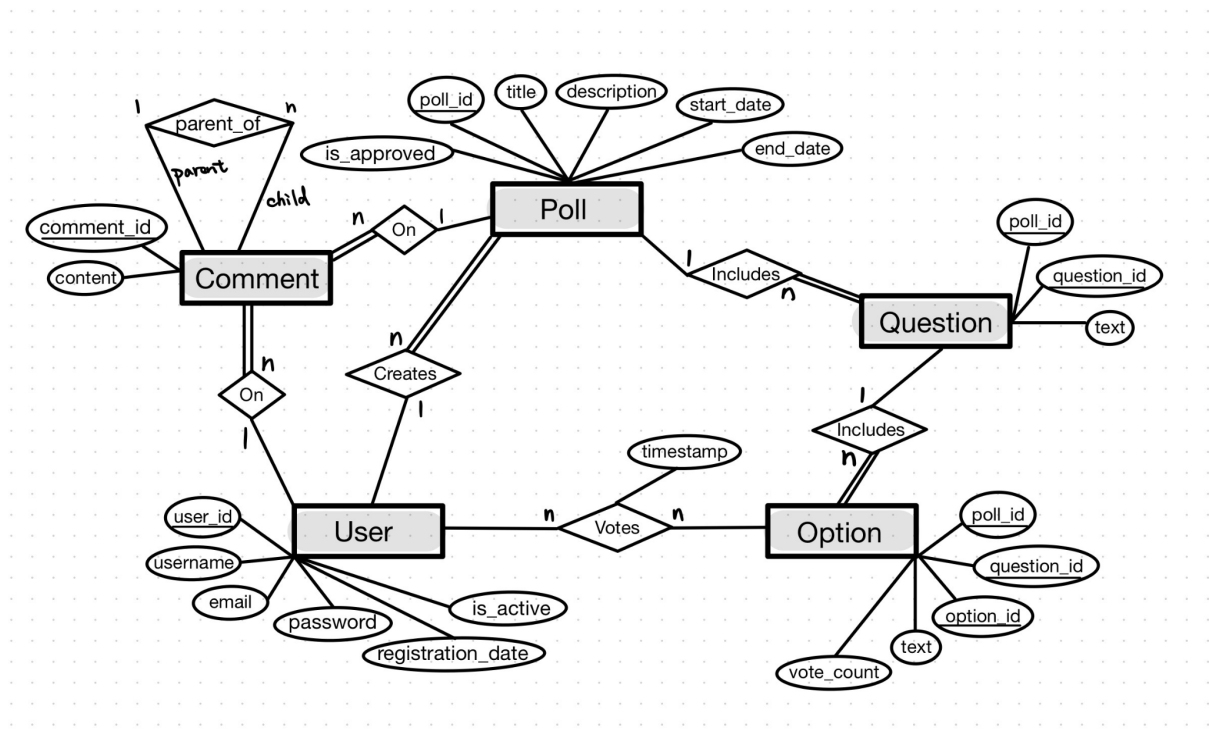 poll_id
title
description
start_date
is_approved
end_date
1
n
parent_of
parent
child
Poll
comment_id
content
Comment
n
On
1
1
Includes
n
poll_id
question_id
text
Question
n
On
1
n
Creates
1
1
Includes
n
timestamp
User
n
Votes
n
Option
user_id
username
email
password
registration_date
is_active
poll_id
question_id
option_id
text
vote_count